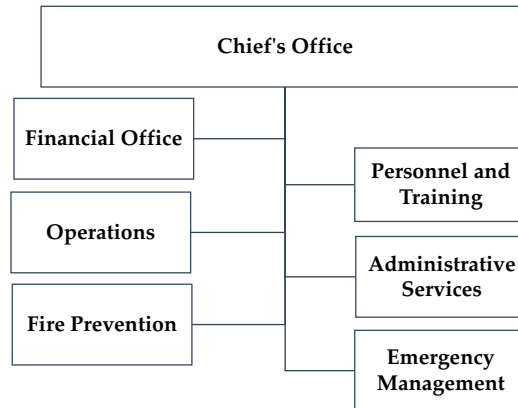 Chief's Office
Financial Office
Personnel and
Training
Operations
Administrative
Services
Fire Prevention
Emergency
Management